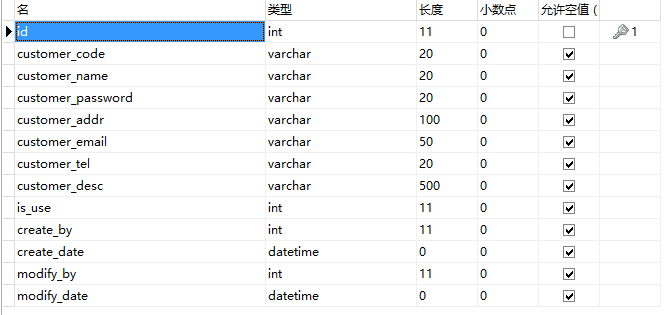 名 类型 长度 小数点 允许空值 (
id int 11 0 1
customer_code varchar 20 0
customer_name varchar 20 0
customer_password varchar 20 0
customer_addr varchar 100 0
customer_email varchar 50 0
customer_tel varchar 20 0
customer_desc varchar 500 0
is_use int 11 0
create_by int 11 0
create_date datetime 0 0
modify_by int 11 0
modify_date datetime 0 0